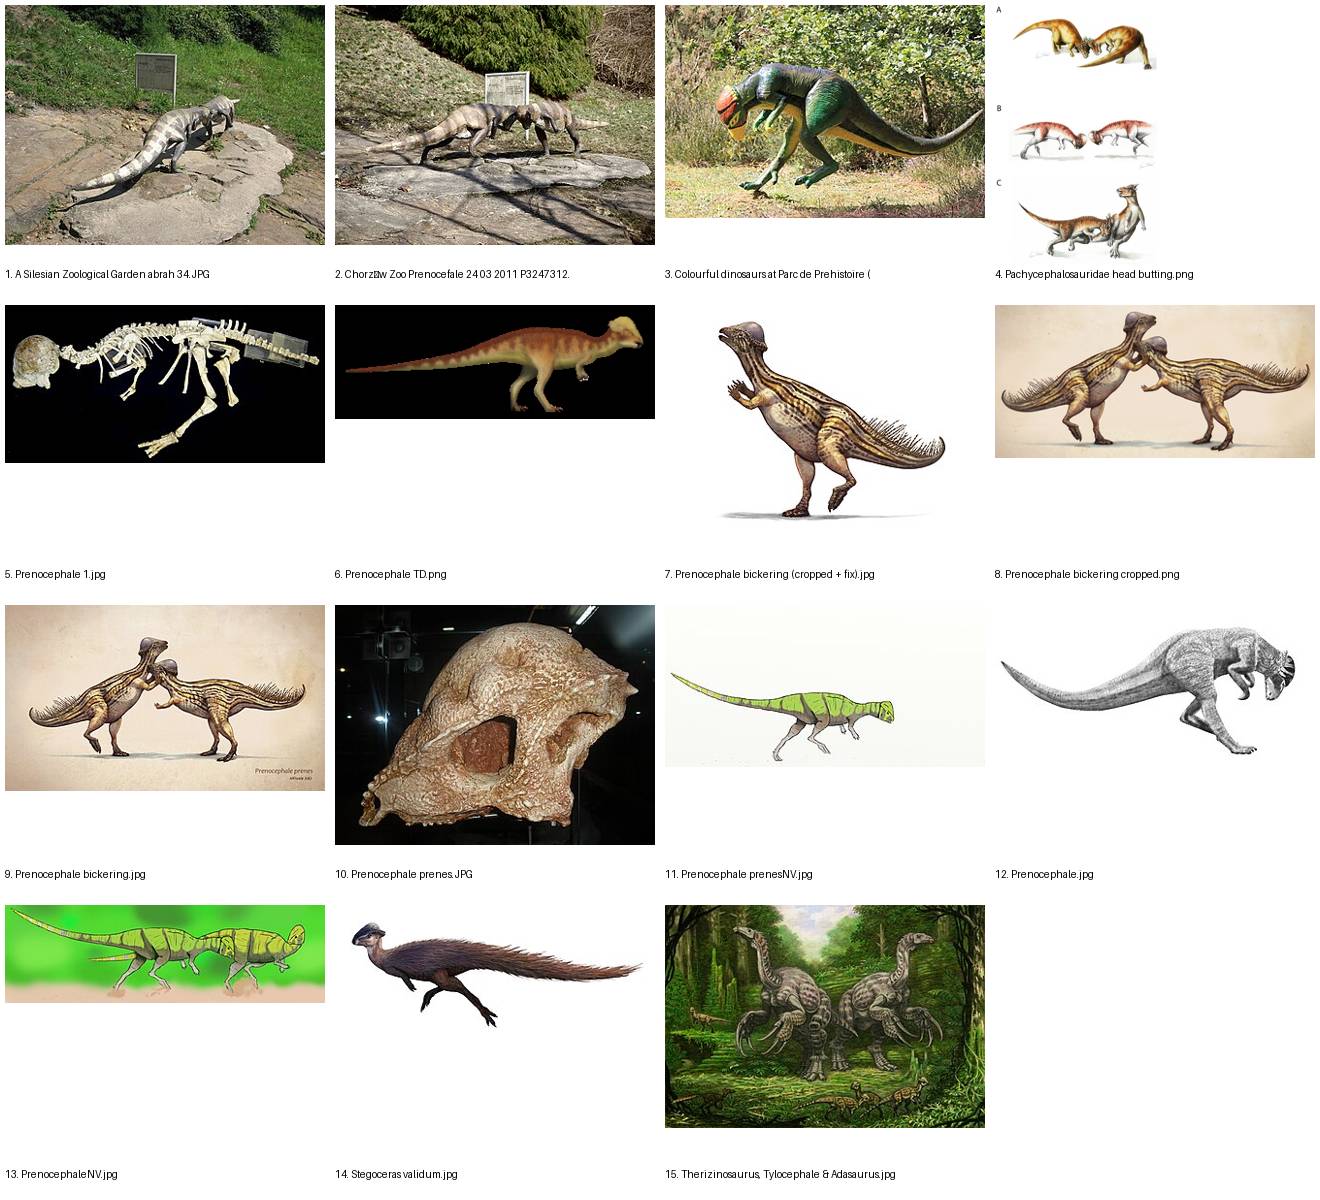 A
B
C
1. A Silesian Zoological Garden abrah 34.JPG
2. Chorz▯w Zoo Prenocefale 24 03 2011 P3247312.
3. Colourful dinosaurs at Parc de Prehistoire (
4. Pachycephalosauridae head butting.png
5. Prenocephale 1.jpg
6. Prenocephale TD.png
7. Prenocephale bickering (cropped + fix).jpg
8. Prenocephale bickering cropped.png
Prenocephale prenes
9. Prenocephale bickering.jpg
10. Prenocephale prenes.JPG
11. Prenocephale prenesNV.jpg
12. Prenocephale.jpg
13. PrenocephaleNV.jpg
14. Stegoceras validum.jpg
15. Therizinosaurus, Tylocephale & Adasaurus.jpg